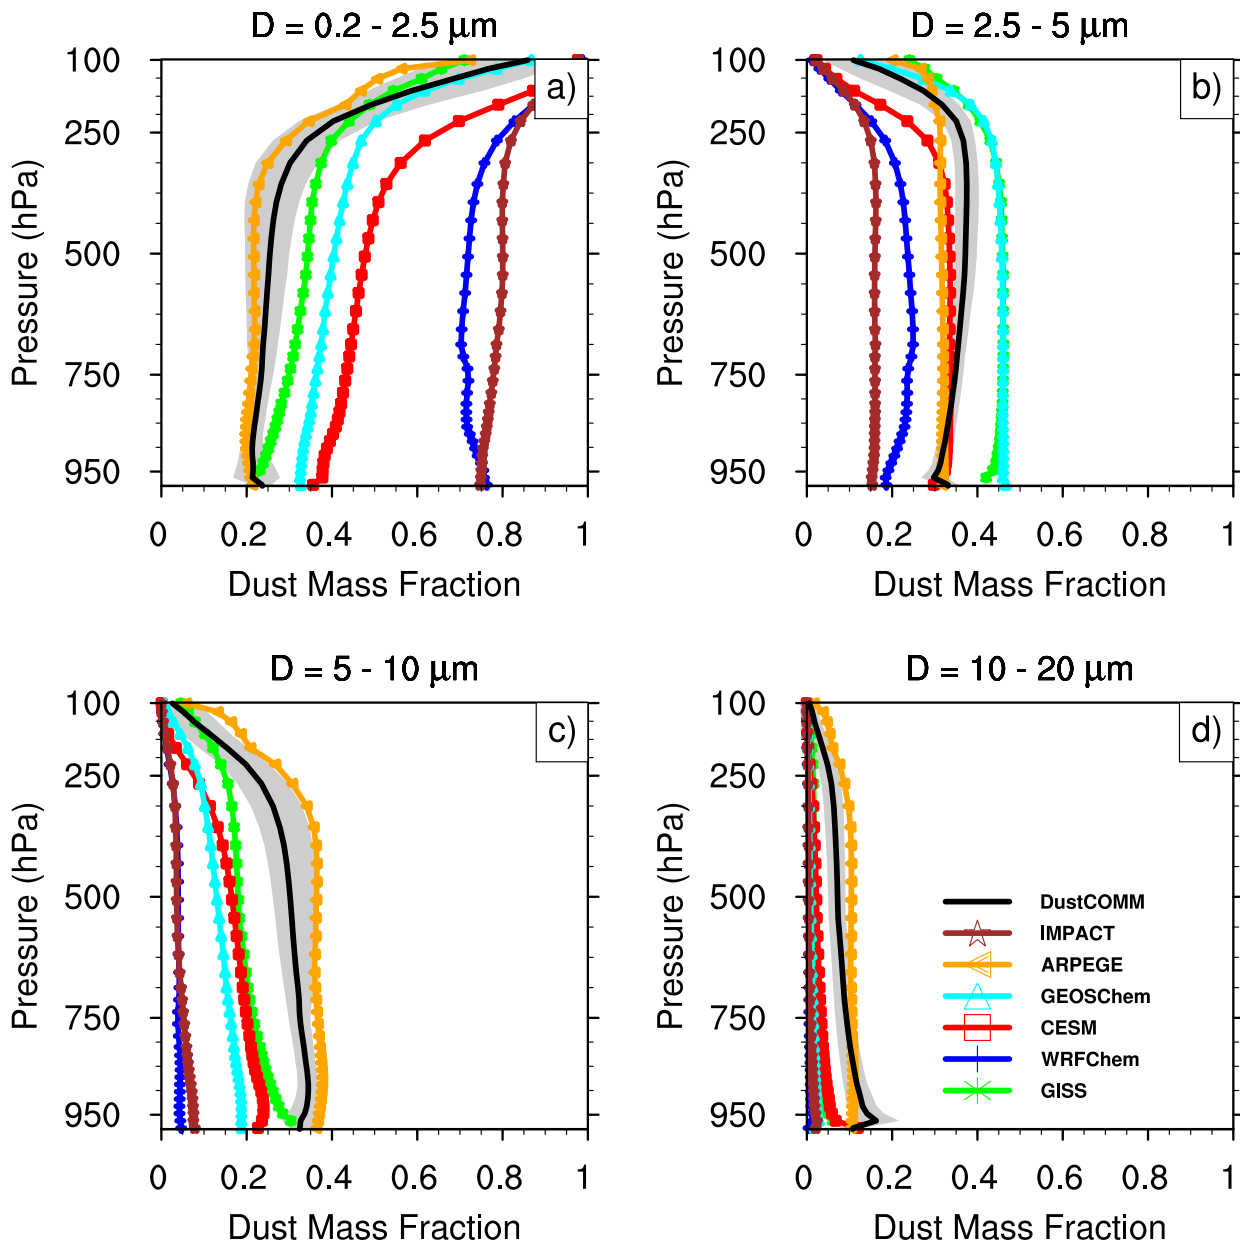 D = 0.2 - 2.5 μm
a)
100
250
500
750
950
Pressure (hPa)
0 0.2 0.4 0.6 0.8 1
Dust Mass Fraction
D = 2.5 - 5 μm
b)
100
250
500
750
950
Pressure (hPa)
0 0.2 0.4 0.6 0.8 1
Dust Mass Fraction
D = 5 - 10 μm
c)
100
250
500
750
950
Pressure (hPa)
0 0.2 0.4 0.6 0.8 1
Dust Mass Fraction
D = 10 - 20 μm
d)
100
250
500
750
950
Pressure (hPa)
DustCOMM
IMPACT
ARPEGE
GEOSChem
CESM
WRFChem
GISS
0 0.2 0.4 0.6 0.8 1
Dust Mass Fraction